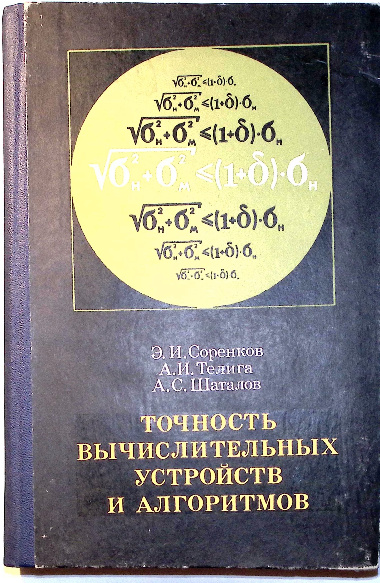 √σ²н+σ²м≤(1+δ)·σн
√σ²н+σ²м≤(1+δ)·σн
√σ²н+σ²м≤(1+δ)·σн
√σ²н+σ²м≤(1+δ)·σн
√σ²н+σ²м≤(1+δ)·σн
√σ²н+σ²м≤(1+δ)·σн
√σ²н+σ²м≤(1+δ)·σн
Э.И.Соренков
А.И.Телига
А.С.Шаталов
ТОЧНОСТЬ
ВЫЧИСЛИТЕЛЬНЫХ
УСТРОЙСТВ
И АЛГОРИТМОВ